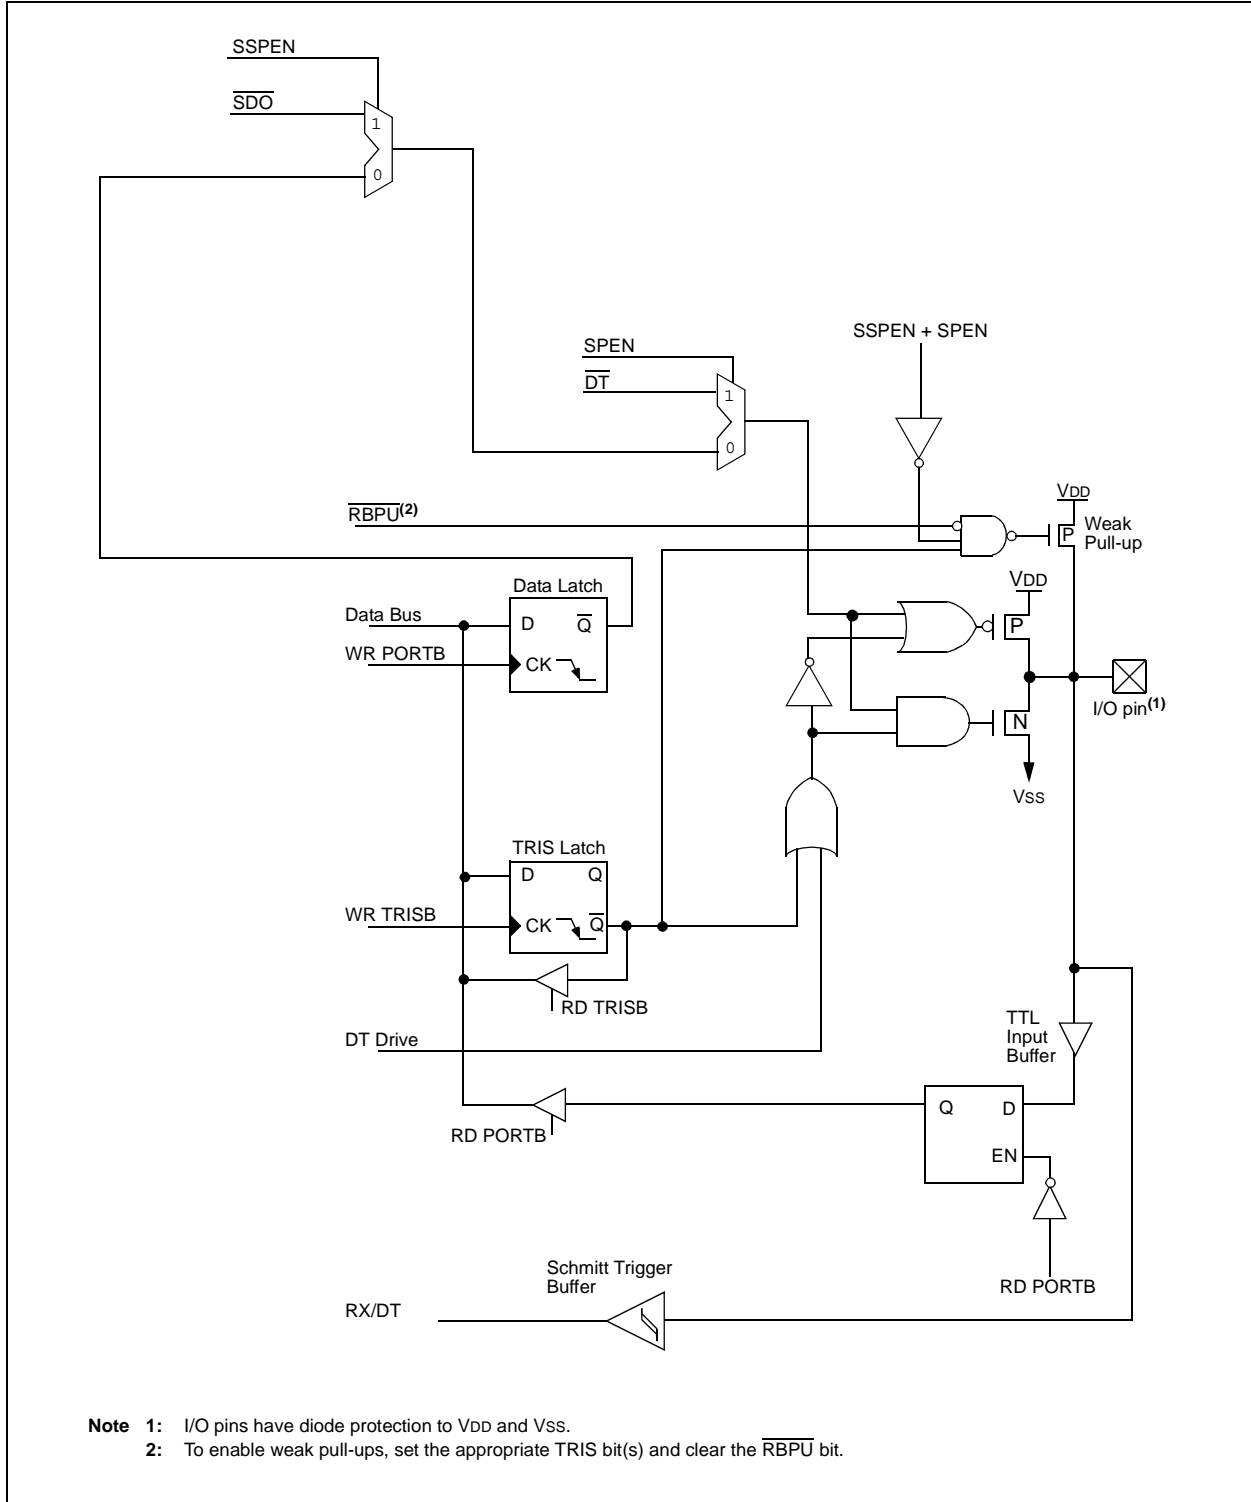 SSPEN
SDO
1
0
SSPEN + SPEN
SPEN
DT
1
0
RBPU(2)
VDD
P
Weak
Pull-up
Data Latch
D Q
CK
Data Bus
WR PORTB
VDD
P
I/O pin(1)
N
VSS
TRIS Latch
D Q
CK Q
WR TRISB
RD TRISB
DT Drive
TTL
Input
Buffer
Q D
EN
RD PORTB
RD PORTB
Schmitt Trigger
Buffer
RX/DT
Note 1: I/O pins have diode protection to VDD and VSS.
2: To enable weak pull-ups, set the appropriate TRIS bit(s) and clear the RBPU bit.